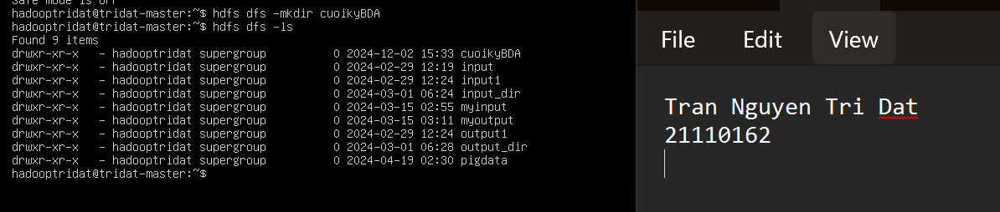 safe mode is OFF
hadooptridat@tridat-master:~$ hdfs dfs -mkdir cuoikyBDA
hadooptridat@tridat-master:~$ hdfs dfs -ls
Found 9 items
drwxr-xr-x   - hadooptridat supergroup          0 2024-12-02 15:33 cuoikyBDA
drwxr-xr-x   - hadooptridat supergroup          0 2024-02-29 12:19 input
drwxr-xr-x   - hadooptridat supergroup          0 2024-02-29 12:24 input1
drwxr-xr-x   - hadooptridat supergroup          0 2024-03-01 06:24 input_dir
drwxr-xr-x   - hadooptridat supergroup          0 2024-03-15 02:55 myinput
drwxr-xr-x   - hadooptridat supergroup          0 2024-03-15 03:11 myoutput
drwxr-xr-x   - hadooptridat supergroup          0 2024-02-29 12:24 output1
drwxr-xr-x   - hadooptridat supergroup          0 2024-03-01 06:28 output_dir
drwxr-xr-x   - hadooptridat supergroup          0 2024-04-19 02:30 pigdata
hadooptridat@tridat-master:~$
File Edit View
Tran Nguyen Tri Dat
21110162